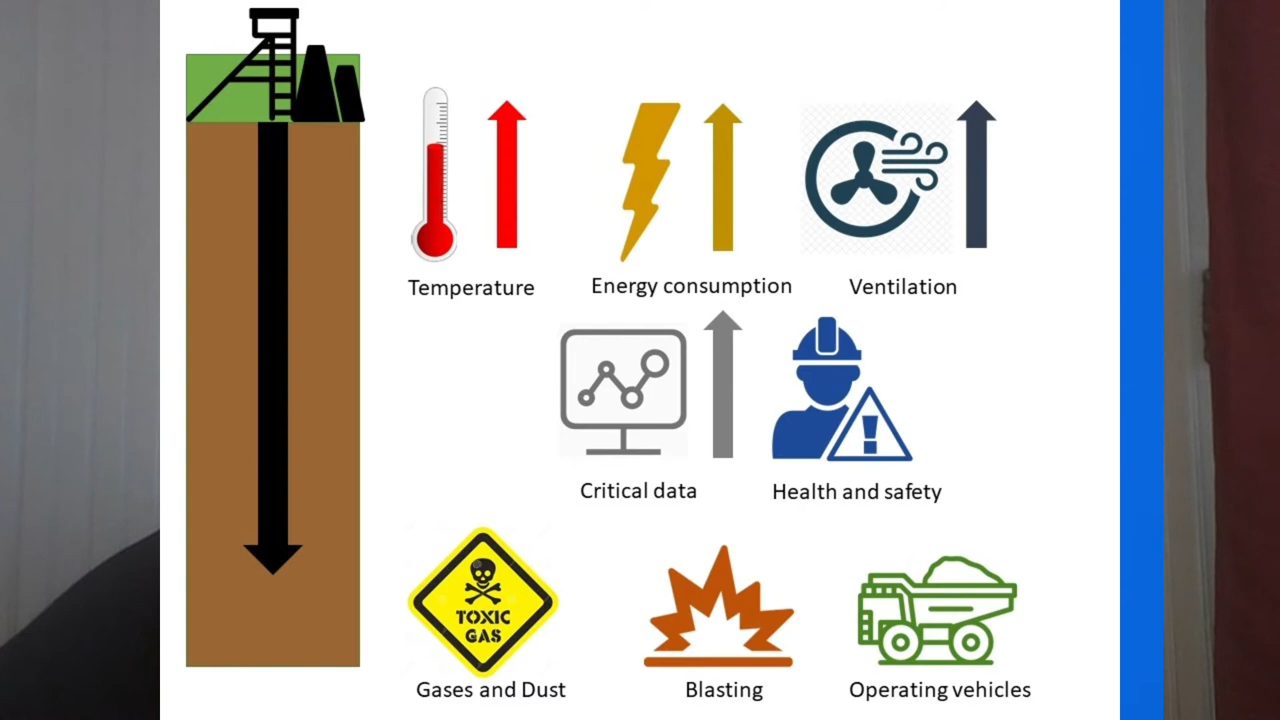 Temperature
Energy consumption
Ventilation
Critical data
Health and safety
TOXIC
GAS
Gases and Dust
Blasting
Operating vehicles